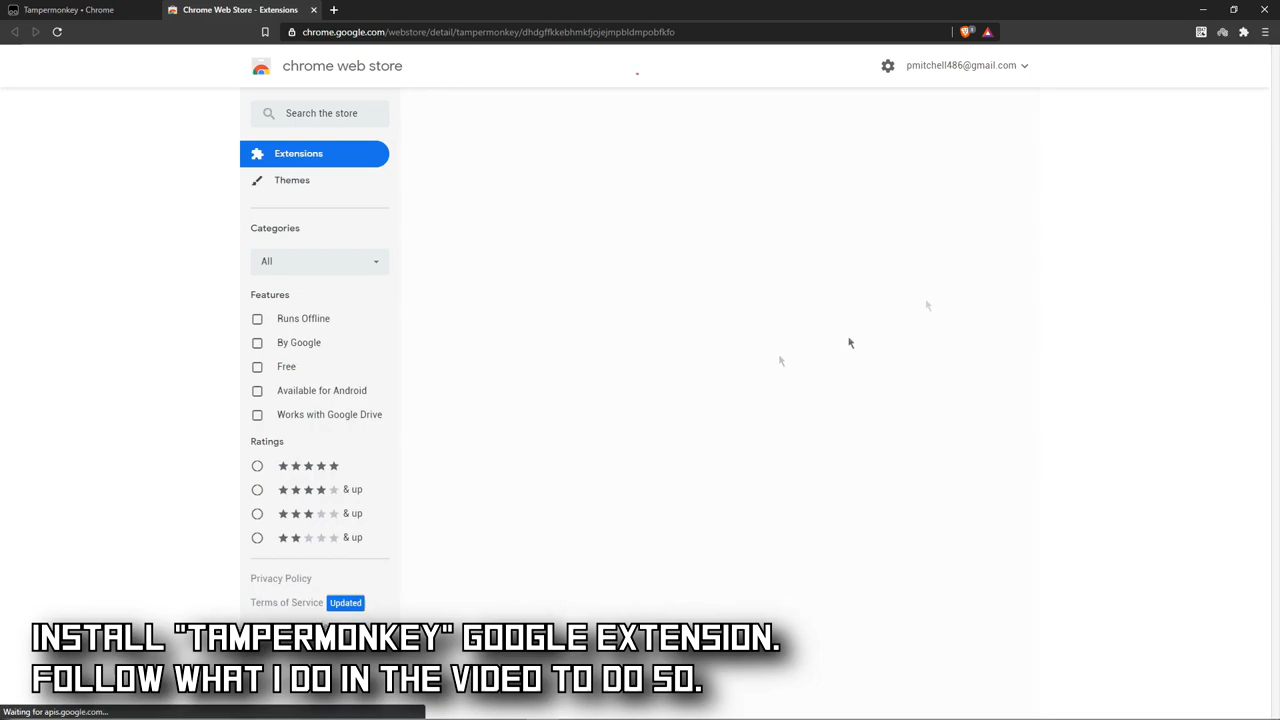 Tampermonkey • Chrome
Chrome Web Store - Extensions
chrome.google.com/webstore/detail/tampermonkey/dhdgffkkebhmkfjojejmpbldmpobfkfo
chrome web store
pmitchell486@gmail.com
Search the store
Extensions
Themes
Categories
All
Features
Runs Offline
By Google
Free
Available for Android
Works with Google Drive
Ratings
& up
& up
& up
Privacy Policy
Terms of Service Updated
INSTALL "TAMPERMONKEY" GOOGLE EXTENSION.
FOLLOW WHAT I DO IN THE VIDEO TO DO SO.
Waiting for apis.google.com...